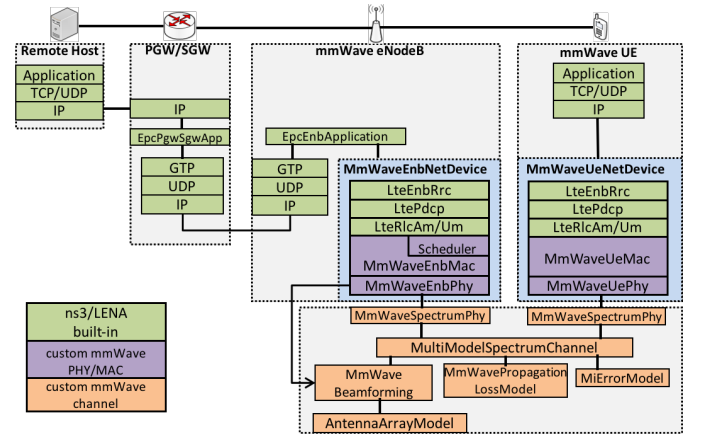 Remote Host
PGW/SGW
mmWave eNodeB
mmWave UE
Application
TCP/UDP
IP
IP
EpcPgwSgwApp
GTP
UDP
IP
EpcEnbApplication
GTP
UDP
IP
MmWaveEnbNetDevice
LteEnbRrc
LtePdcp
LteRlcAm/Um
Scheduler
MmWaveEnbMac
MmWaveEnbPhy
Application
TCP/UDP
IP
MmWaveUeNetDevice
LteEnbRrc
LtePdcp
LteRlcAm/Um
MmWaveUeMac
MmWaveUePhy
MmWaveSpectrumPhy
MmWaveSpectrumPhy
MultiModelSpectrumChannel
MmWave
Beamforming
MmWavePropagation
LossModel
MiErrorModel
AntennaArrayModel
ns3/LENA
built-in
custom mmWave
PHY/MAC
custom mmWave
channel